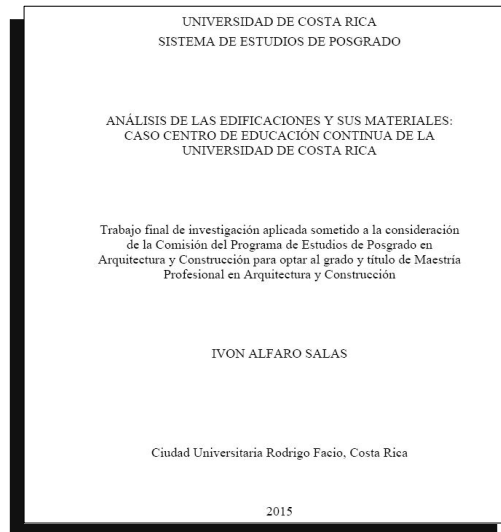 UNIVERSIDAD DE COSTA RICA
SISTEMA DE ESTUDIOS DE POSGRADO
ANÁLISIS DE LAS EDIFICACIONES Y SUS MATERIALES:
CASO CENTRO DE EDUCACIÓN CONTINUA DE LA
UNIVERSIDAD DE COSTA RICA
Trabajo final de investigación aplicada sometido a la consideración
de la Comisión del Programa de Estudios de Posgrado en
Arquitectura y Construcción para optar al grado y título de Maestría
Profesional en Arquitectura y Construcción
IVON ALFARO SALAS
Ciudad Universitaria Rodrigo Facio, Costa Rica
2015